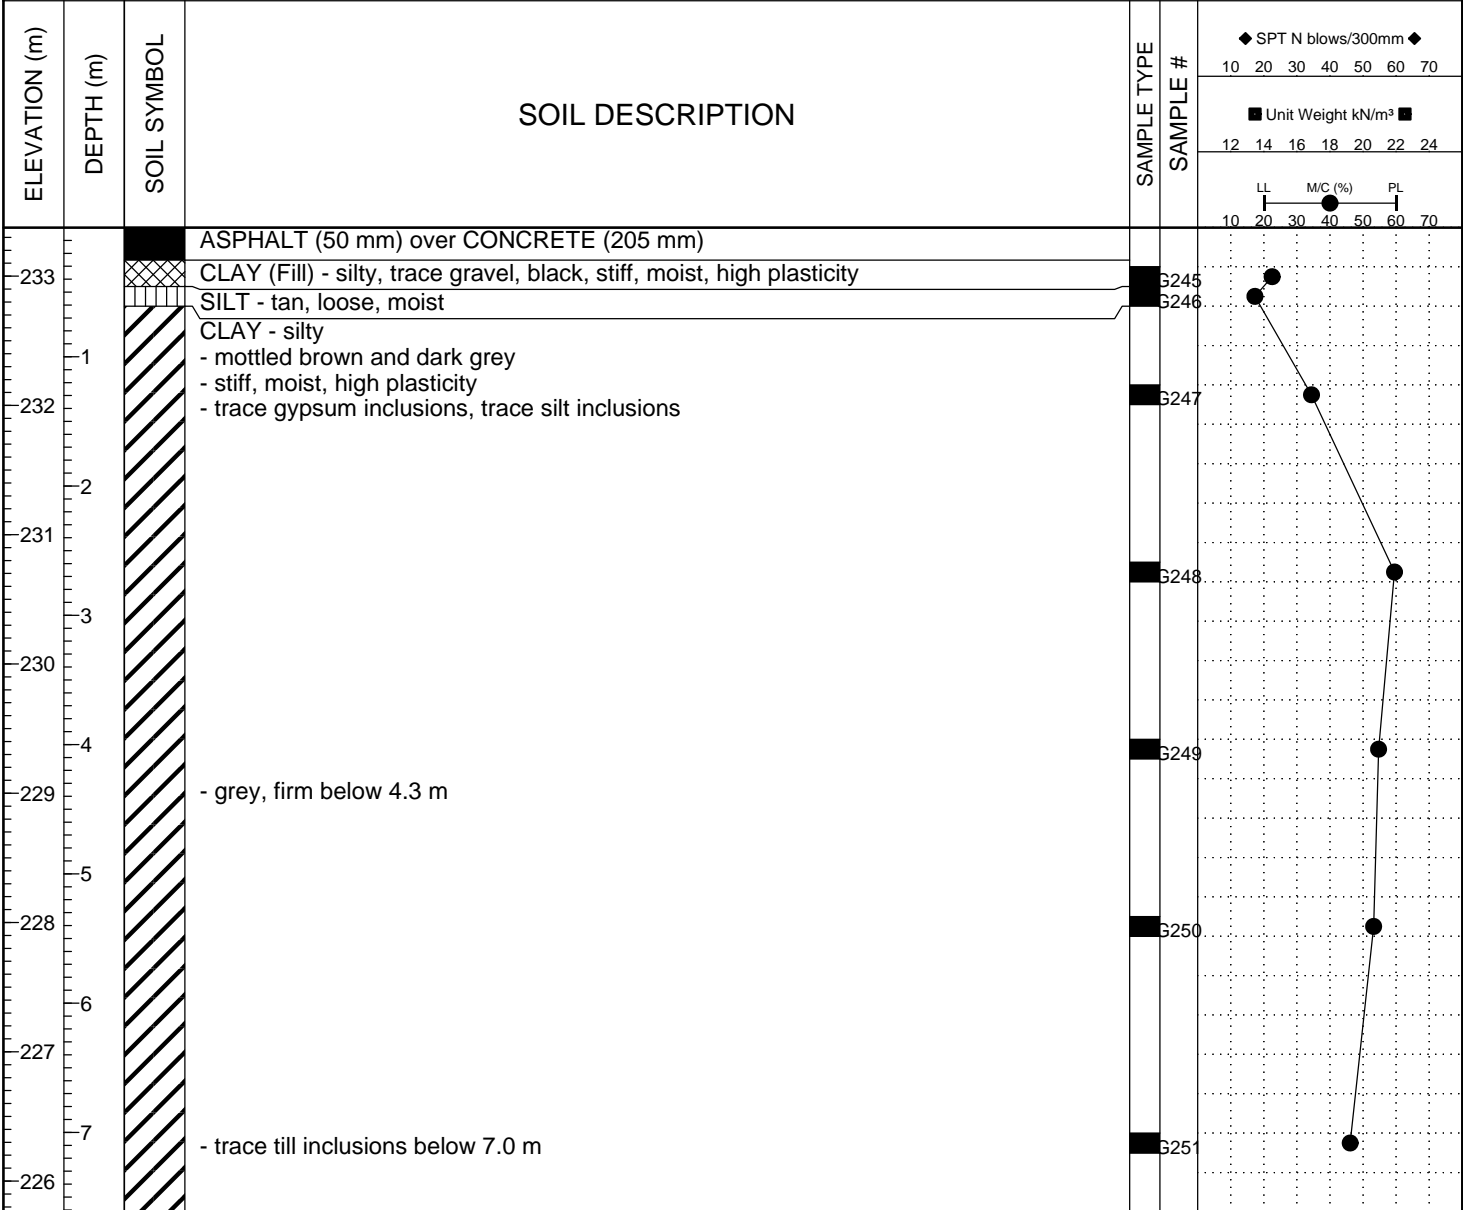 ELEVATION (m)
DEPTH (m)
SOIL SYMBOL
SOIL DESCRIPTION
SAMPLE TYPE
SAMPLE #
◆ SPT N blows/300mm ◆
10 20 30 40 50 60 70
■ Unit Weight kN/m³ ■
12 14 16 18 20 22 24
LL M/C (%) PL
10 20 30 40 50 60 70
ASPHALT (50 mm) over CONCRETE (205 mm)
233
CLAY (Fill) - silty, trace gravel, black, stiff, moist, high plasticity
G245
SILT - tan, loose, moist
G246
CLAY - silty
1
- mottled brown and dark grey
- stiff, moist, high plasticity
232
- trace gypsum inclusions, trace silt inclusions
G247
2
231
G248
3
230
4
G249
229
- grey, firm below 4.3 m
5
228
G250
6
227
7
- trace till inclusions below 7.0 m
G251
226